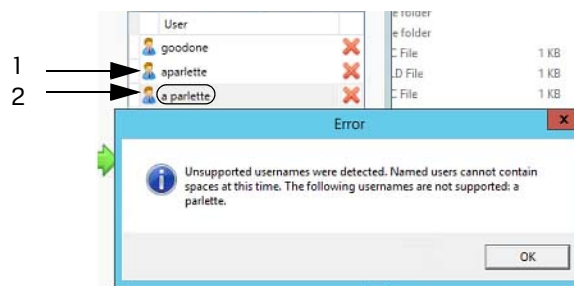 User
e folder
goodone
e folder
C File 1 KB
1 aparlette
LD File 1 KB
2 a parlette
C File 1 KB
Error
x
Unsupported usernames were detected. Named users cannot contain
spaces at this time. The following usernames are not supported: a
parlette.
OK